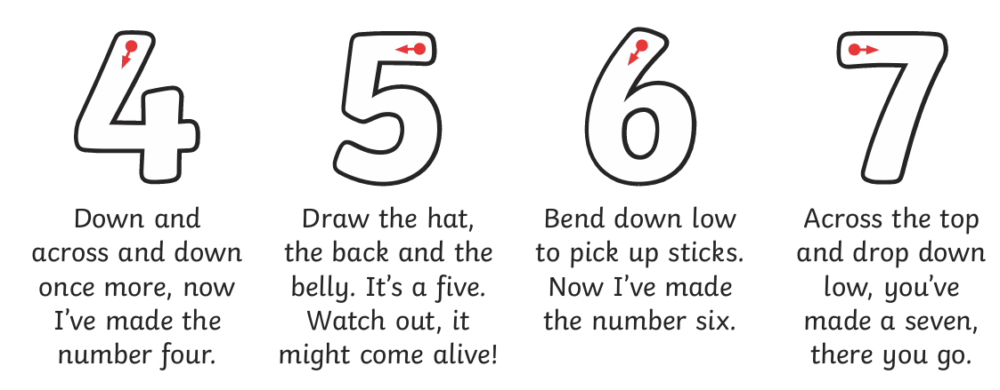 4
Down and
across and down
once more, now
I've made the
number four.
5
Draw the hat,
the back and the
belly. It's a five.
Watch out, it
might come alive!
6
Bend down low
to pick up sticks.
Now I've made
the number six.
7
Across the top
and drop down
low, you've
made a seven,
there you go.